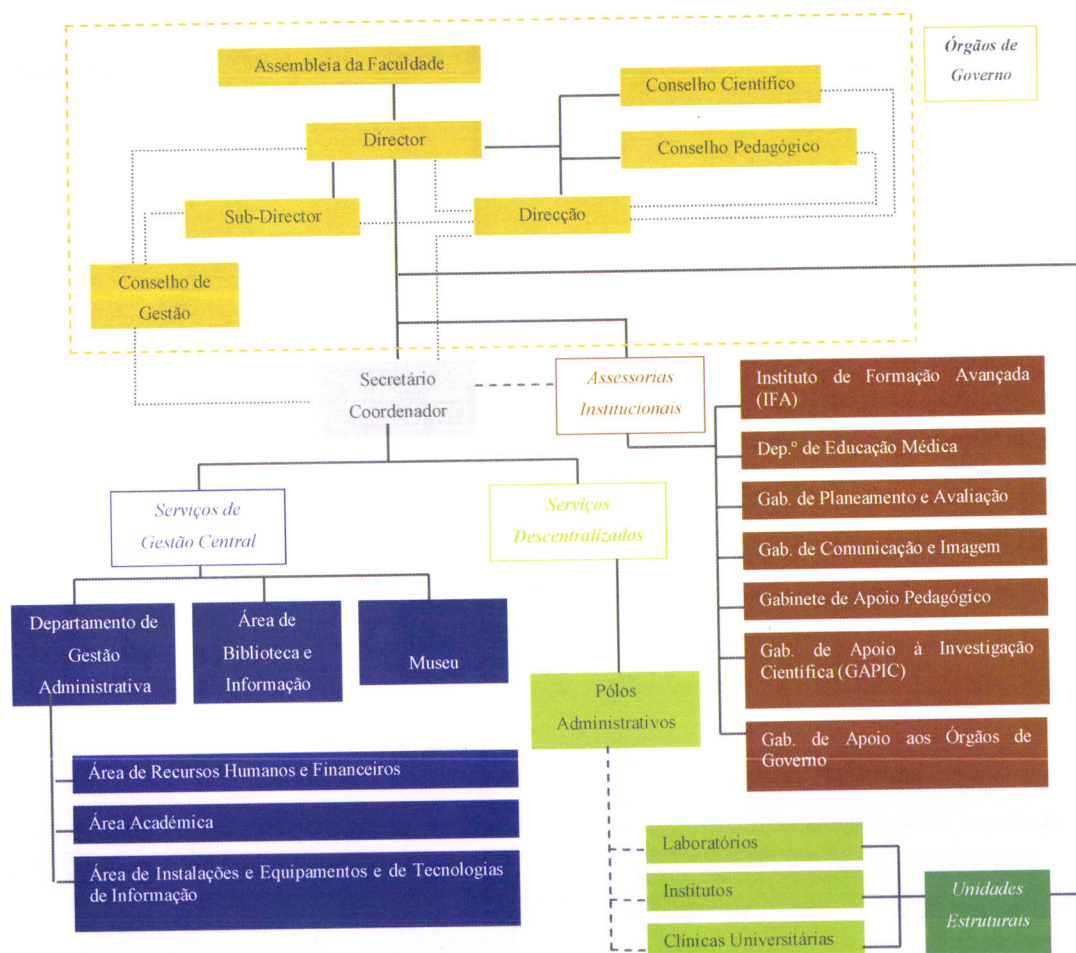 Órgãos de
Governo
Assembleia da Faculdade
Conselho Científico
Director
Conselho Pedagógico
Sub-Director
Direcção
Conselho de
Gestão
Secretário
Coordenador
Assessorias
Institucionais
Instituto de Formação Avançada
(IFA)
Dep.º de Educação Médica
Gab. de Planeamento e Avaliação
Gab. de Comunicação e Imagem
Gabinete de Apoio Pedagógico
Gab. de Apoio à Investigação
Científica (GAPIC)
Gab. de Apoio aos Órgãos de
Governo
Serviços de
Gestão Central
Serviços
Descentralizados
Departamento de
Gestão
Administrativa
Área de
Biblioteca e
Informação
Museu
Pólos
Administrativos
Área de Recursos Humanos e Financeiros
Área Académica
Área de Instalações e Equipamentos e de Tecnologias
de Informação
Laboratórios
Institutos
Clínicas Universitárias
Unidades
Estruturais